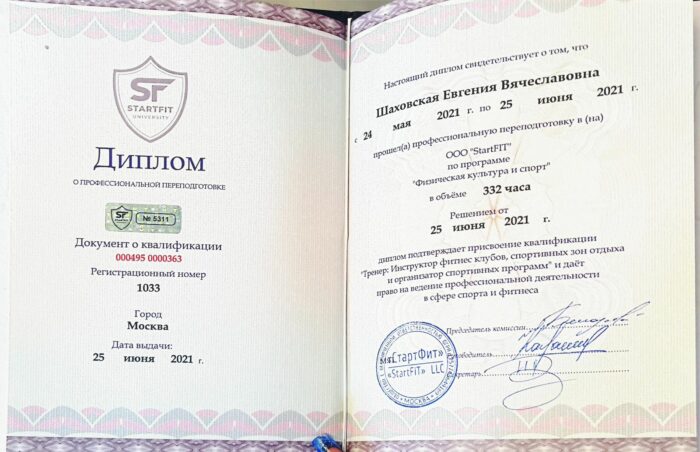 SF
STARTFIT
UNIVERSITY
Диплом
О ПРОФЕССИОНАЛЬНОЙ ПЕРЕПОДГОТОВКЕ
SF
№ 5311
Документ о квалификации
000495 0000363
Регистрационный номер
1033
Город
Москва
Дата выдачи:
25 июня 2021 г.
Настоящий диплом свидетельствует о том, что
Шаховская Евгения Вячеславовна
с 24 мая 2021 г. по 25 июня 2021 г.
прошел(а) профессиональную переподготовку в (на)
ООО "StartFIT"
по программе
"Физическая культура и спорт"
в объёме 332 часа
Решением от
25 июня 2021 г.
диплом подтверждает присвоение квалификации
"Тренер: Инструктор фитнес клубов, спортивных зон отдыха
и организатор спортивных программ" и даёт
право на ведение профессиональной деятельности
в сфере спорта и фитнеса
Председатель комиссии
Руководитель
Секретарь
«СтартФит»
«StartFIT» LLC
МОСКВА